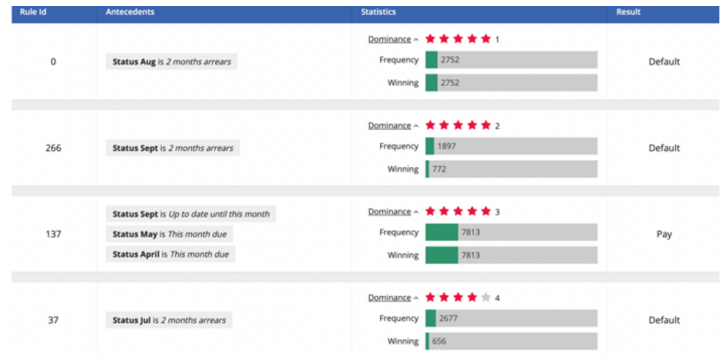 Rule Id Antecedents Statistics Result
Dominance 1
0 Status Aug is 2 months arrears Frequency 2752 Default
Winning 2752
Dominance 2
266 Status Sept is 2 months arrears Frequency 1897 Default
Winning 772
Status Sept is Up to date until this month Dominance 3
137 Status May is This month due Frequency 7813 Pay
Status April is This month due Winning 7813
Dominance 4
37 Status Jul is 2 months arrears Frequency 2677 Default
Winning 656